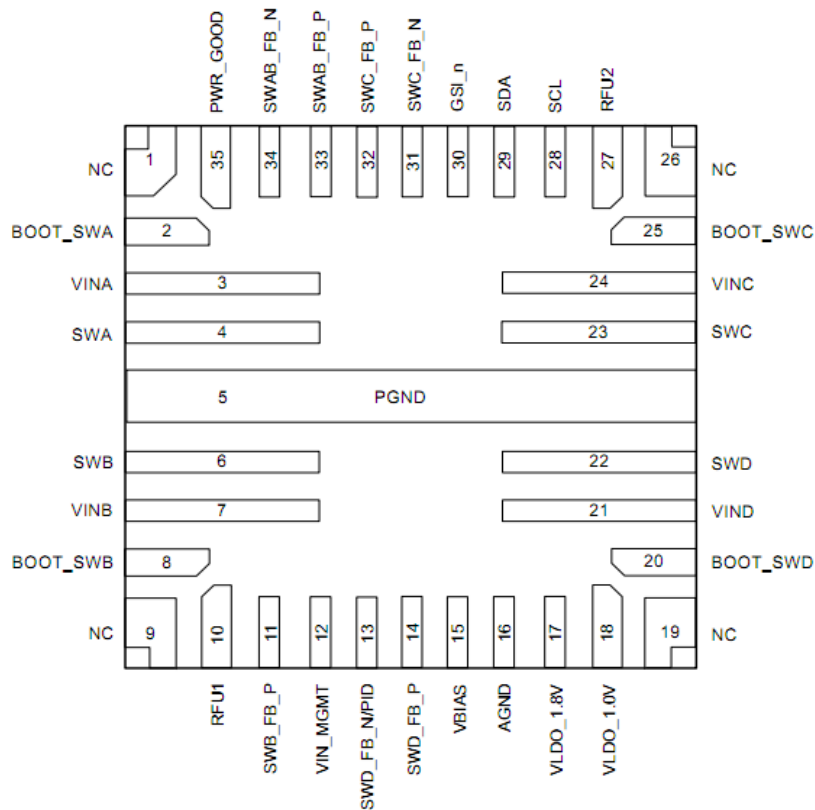 PWR_GOOD
SWAB_FB_N
SWAB_FB_P
SWC_FB_P
SWC_FB_N
GSI_n
SDA
SCL
RFU2
NC 1 35 34 33 32 31 30 29 28 27 26 NC
BOOT_SWA 2 25 BOOT_SWC
VINA 3 24 VINC
SWA 4 23 SWC
5 PGND
SWB 6 22 SWD
VINB 7 21 VIND
BOOT_SWB 8 20 BOOT_SWD
NC 9 10 11 12 13 14 15 16 17 18 19 NC
RFU1
SWB_FB_P
VIN_MGMT
SWD_FB_N/PID
SWD_FB_P
VBIAS
AGND
VLDO_1.8V
VLDO_1.0V